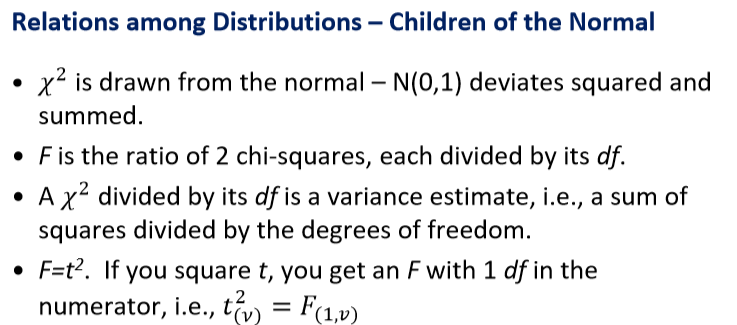 Relations among Distributions – Children of the Normal
• χ² is drawn from the normal – N(0,1) deviates squared and
summed.
• F is the ratio of 2 chi-squares, each divided by its df.
• A χ² divided by its df is a variance estimate, i.e., a sum of
squares divided by the degrees of freedom.
• F=t². If you square t, you get an F with 1 df in the
numerator, i.e., t²₍ᵥ₎ = F₍₁,ᵥ₎